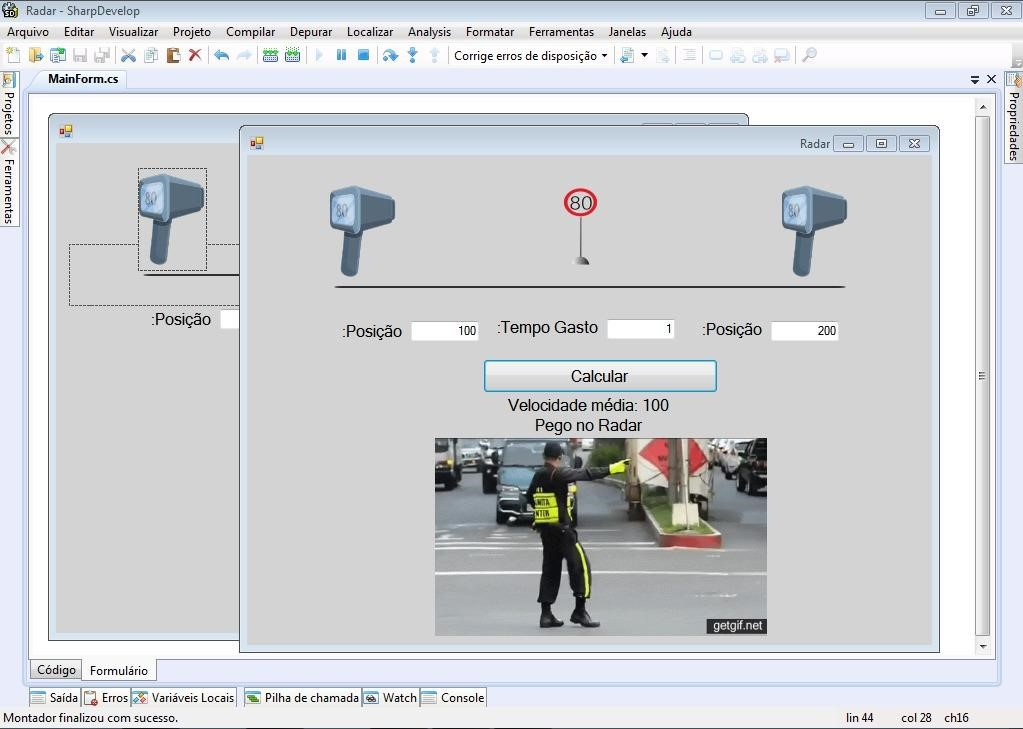 Radar - SharpDevelop
Arquivo Editar Visualizar Projeto Compilar Depurar Localizar Analysis Formatar Ferramentas Janelas Ajuda
Corrige erros de disposição
MainForm.cs
Projetos
Ferramentas
Propriedades
Radar
80
80
80
80
:Posição
:Posição 100 :Tempo Gasto 1 :Posição 200
Calcular
Velocidade média: 100
Pego no Radar
getgif.net
Código Formulário
Saída Erros Variáveis Locais Pilha de chamada Watch Console
Montador finalizou com sucesso. lin 44 col 28 ch16